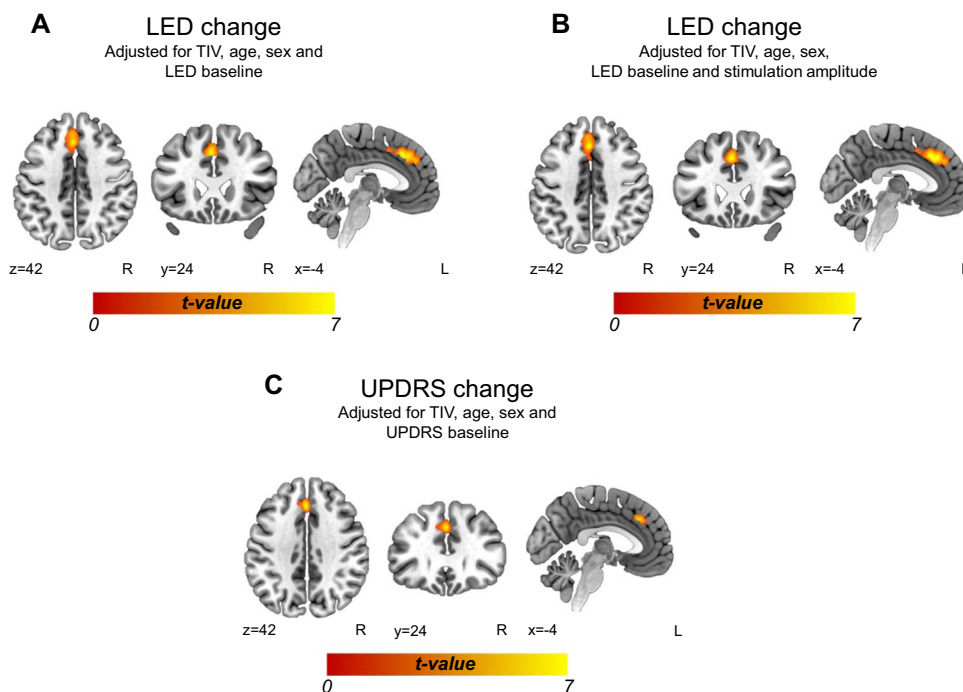 A
LED change
Adjusted for TIV, age, sex and
LED baseline
z=42 R y=24 R x=-4 L
t-value
0 7
B
LED change
Adjusted for TIV, age, sex,
LED baseline and stimulation amplitude
z=42 R y=24 R x=-4
t-value
0 7
C
UPDRS change
Adjusted for TIV, age, sex and
UPDRS baseline
z=42 R y=24 R x=-4 L
t-value
0 7